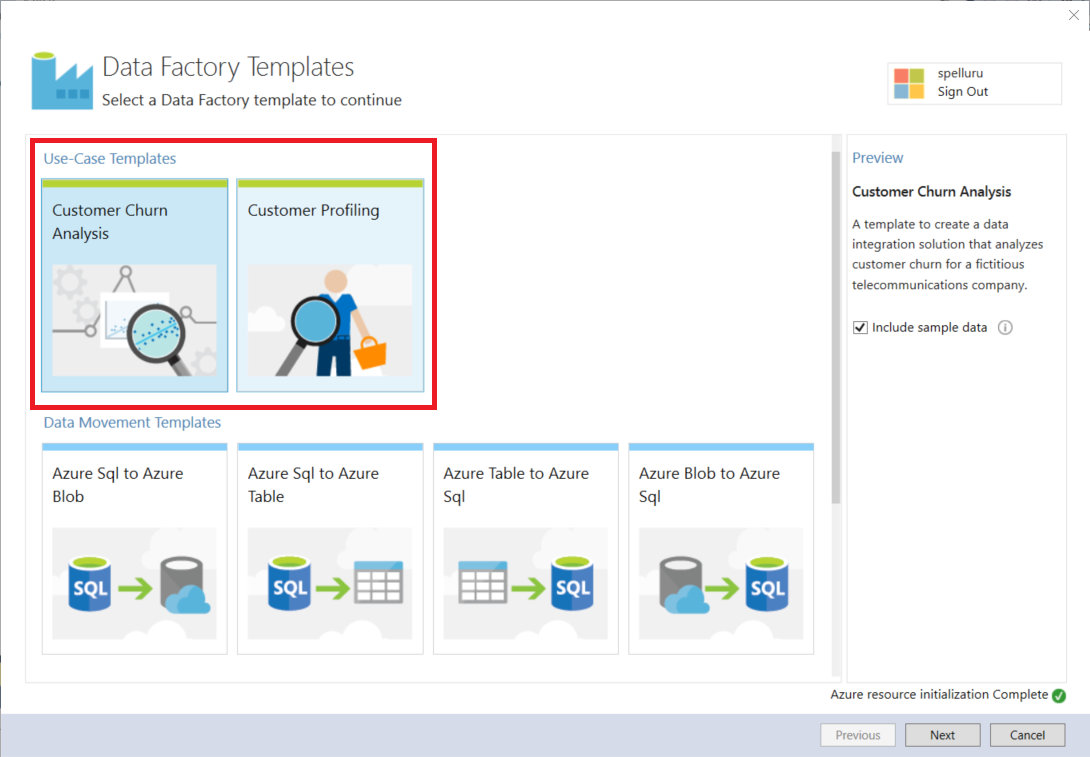 Data Factory Templates
Select a Data Factory template to continue
spelluru
Sign Out
Use-Case Templates
Customer Churn
Analysis
Customer Profiling
Data Movement Templates
Azure Sql to Azure
Blob
SQL
Azure Sql to Azure
Table
SQL
Azure Table to Azure
Sql
SQL
Azure Blob to Azure
Sql
SQL
Preview
Customer Churn Analysis
A template to create a data
integration solution that analyzes
customer churn for a fictitious
telecommunications company.
Include sample data
Azure resource initialization Complete
Previous
Next
Cancel